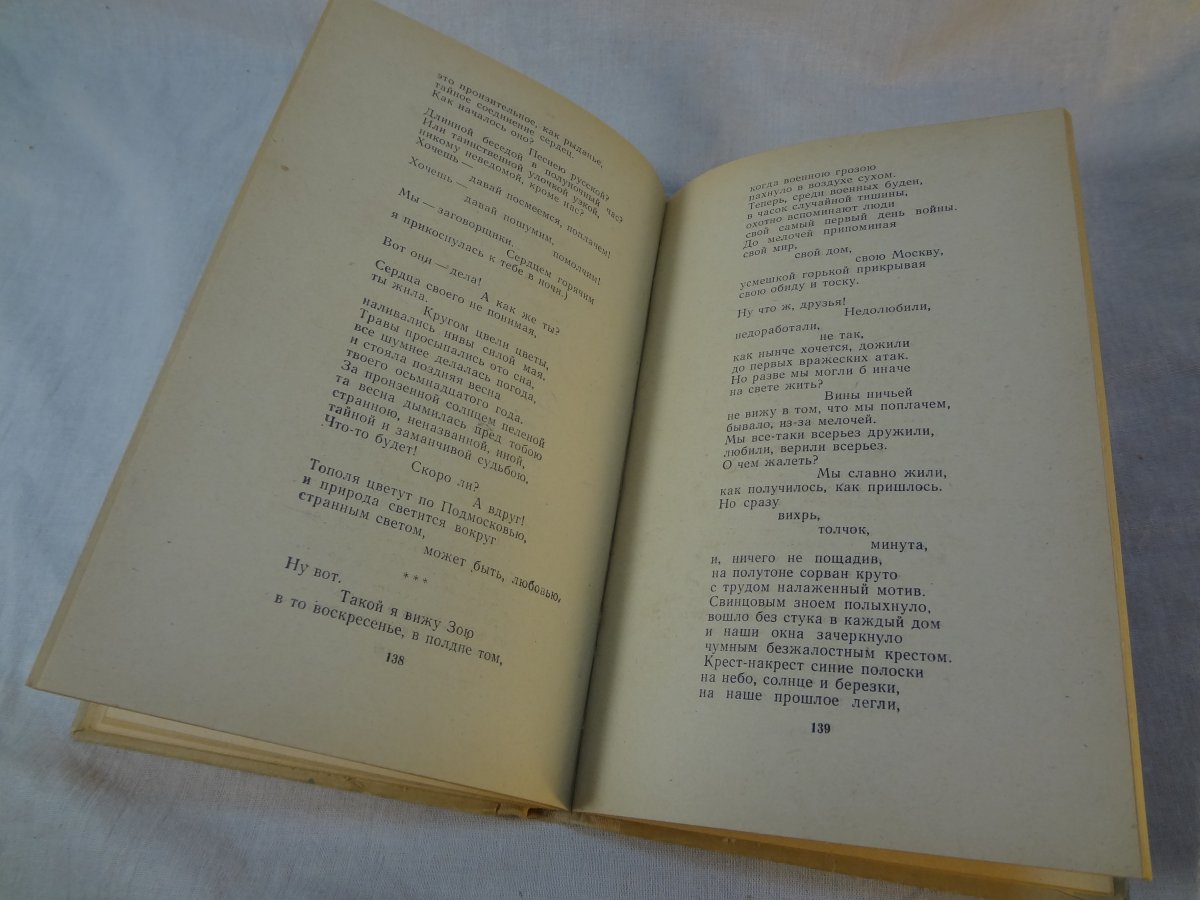 это пронзительное, как рыданье,
тайное соединение сердец.
Как началось оно?
Песнею русской?
Длинной беседой в полуночный час?
Или таинственной улочкой узкой,
никому неведомой, кроме нас?
Хочешь —
давай посмеемся, поплачем!
Хочешь —
давай пошумим,
помолчим!
Мы — заговорщики.
Сердцем горячим
я прикоснулась к тебе в ночи.)
Вот они — дела!
А как же ты?
Сердца своего не понимая,
ты жила.
Кругом цвели цветы,
наливались нивы силой мая.
Травы просыпались ото сна,
все шумнее делалась погода,
и стояла поздняя весна
твоего осьмнадцатого года.
За пронзенной солнцем пеленой
та весна дымилась пред тобою
странною, неназванной, иной,
тайной и заманчивой судьбою.
Что-то будет!
Скоро ли?
А вдруг!
Тополя цветут по Подмосковью,
и природа светится вокруг
странным светом,
может быть, любовью.
***
Ну вот.
Такой я вижу Зою
в то воскресенье, в полдне том,
138
когда военною грозою
пахнуло в воздухе сухом.
Теперь, среди военных буден,
в часок случайной тишины,
охотно вспоминают люди
свой самый первый день войны.
До мелочей припоминая
свой мир,
свой дом,
свою Москву,
усмешкой горькой прикрывая
свою обиду и тоску.
Ну что ж, друзья!
Недолюбили,
недоработали,
не так,
как нынче хочется, дожили
до первых вражеских атак.
Но разве мы могли б иначе
на свете жить?
Вины ничьей
не вижу в том, что мы поплачем,
бывало, из-за мелочей.
Мы все-таки всерьез дружили,
любили, верили всерьез.
О чем жалеть?
Мы славно жили,
как получилось, как пришлось.
Но сразу
вихрь,
толчок,
минута,
и, ничего не пощадив,
на полутоне сорван круто
с трудом налаженный мотив.
Свинцовым зноем полыхнуло,
вошло без стука в каждый дом
и наши окна зачеркнуло
чумным безжалостным крестом.
Крест-накрест синие полоски
на небо, солнце и березки,
на наше прошлое легли,
139